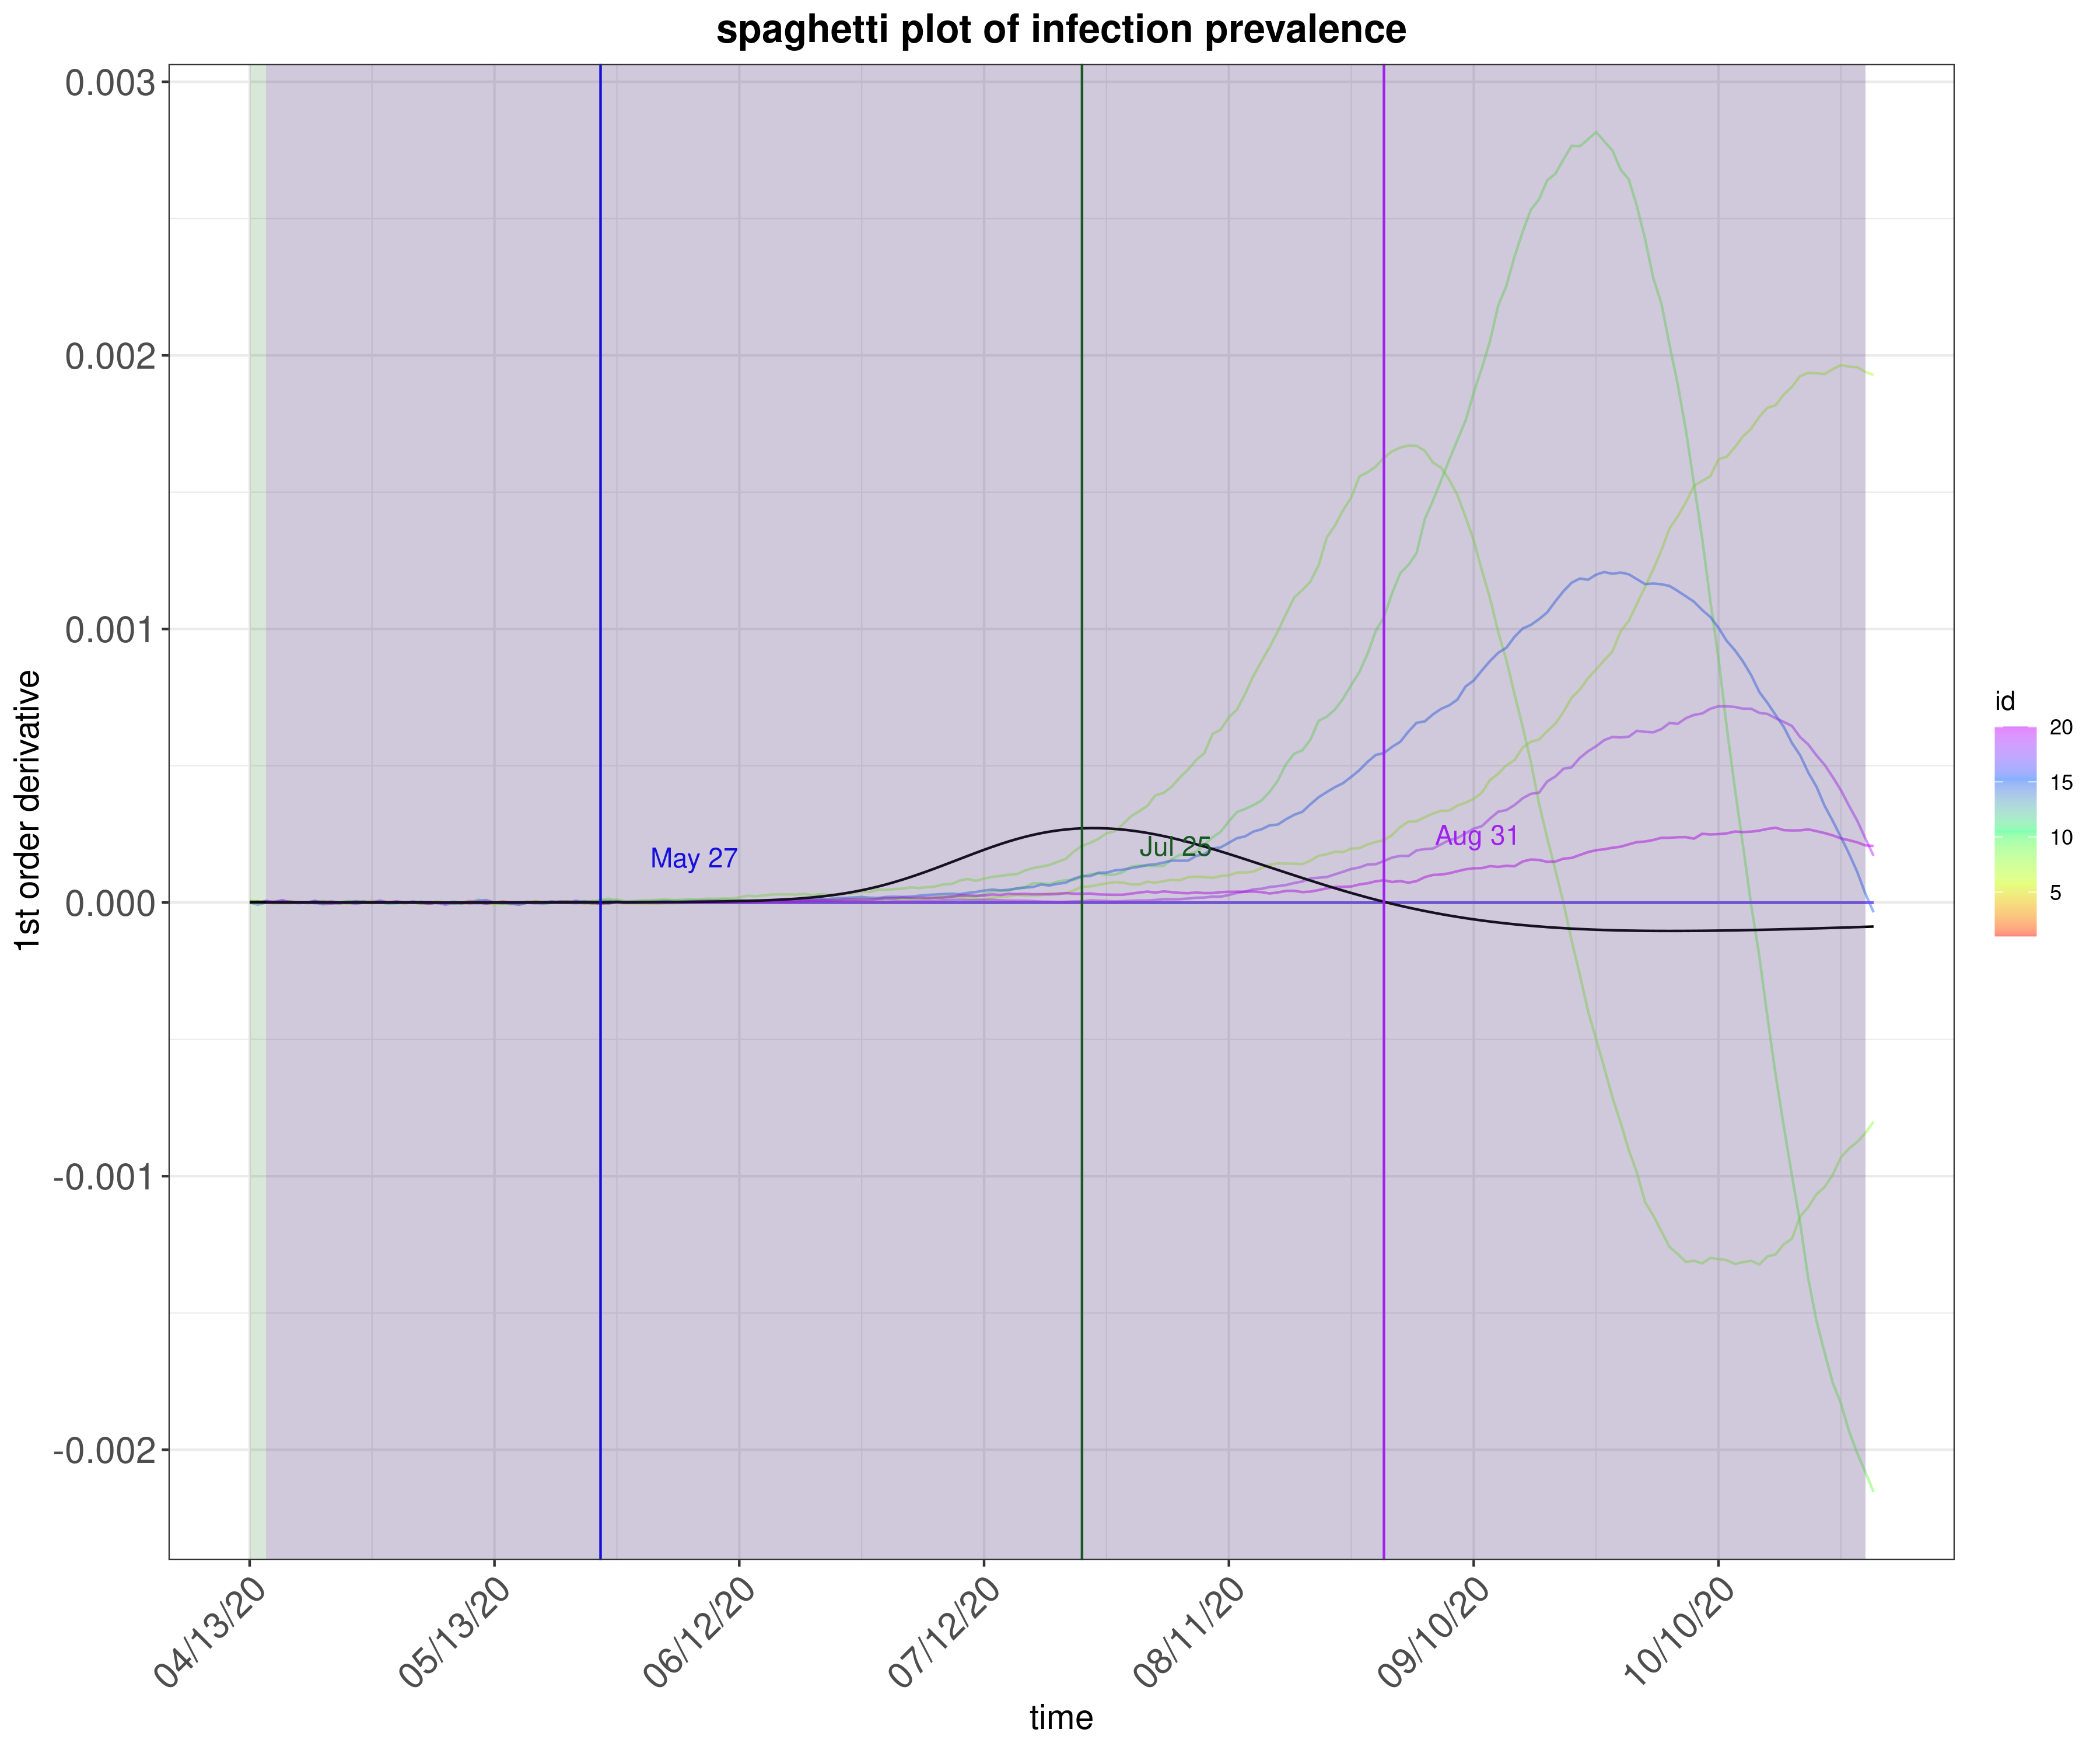 spaghetti plot of infection prevalence
1st order derivative
0.003
0.002
0.001
0.000
-0.001
-0.002
May 27
Jul 25
Aug 31
04/13/20
05/13/20
06/12/20
07/12/20
08/11/20
09/10/20
10/10/20
time
id
20
15
10
5